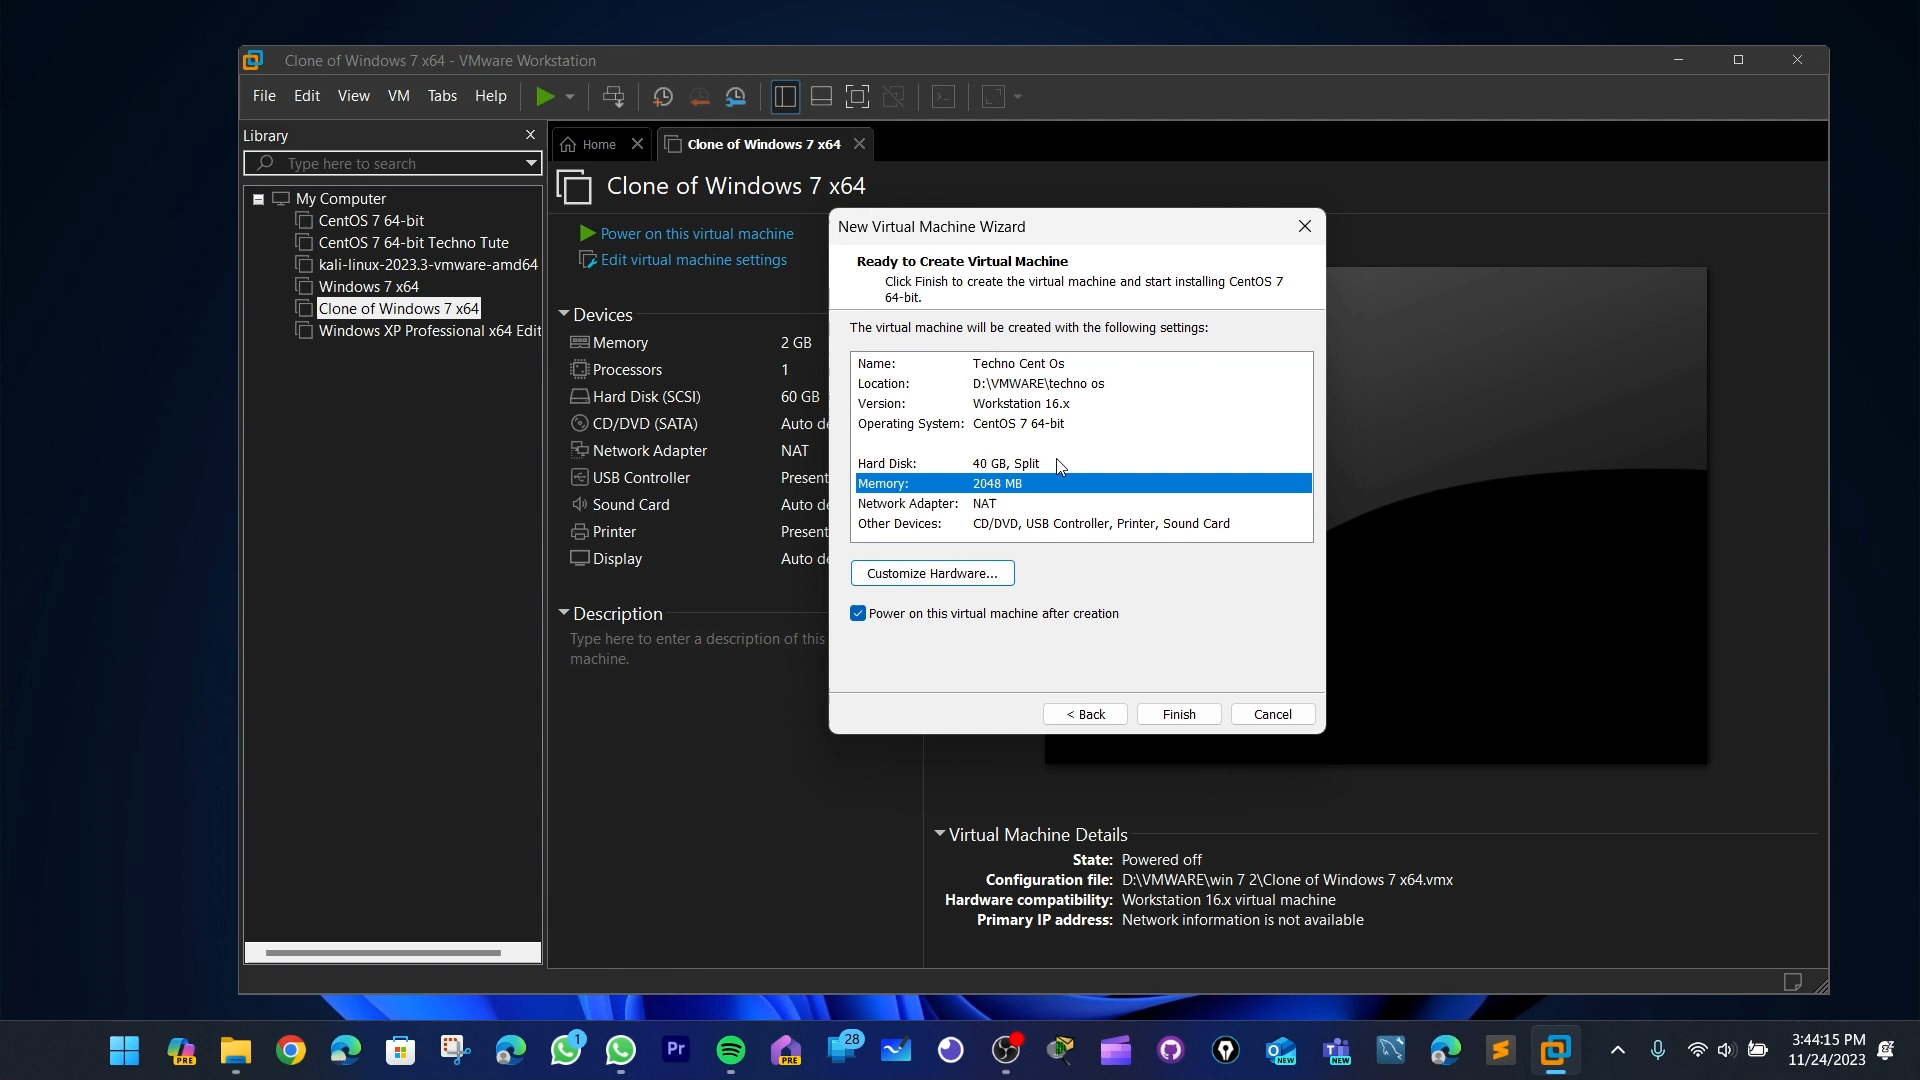 Clone of Windows 7 x64 - VMware Workstation
File Edit View VM Tabs Help
Library
Type here to search
My Computer
CentOS 7 64-bit
CentOS 7 64-bit Techno Tute
kali-linux-2023.3-vmware-amd64
Windows 7 x64
Clone of Windows 7 x64
Windows XP Professional x64 Edit
Home
Clone of Windows 7 x64
Clone of Windows 7 x64
Power on this virtual machine
Edit virtual machine settings
Devices
Memory 2 GB
Processors 1
Hard Disk (SCSI) 60 GB
CD/DVD (SATA) Auto de
Network Adapter NAT
USB Controller Present
Sound Card Auto de
Printer Present
Display Auto de
Description
Type here to enter a description of this
machine.
New Virtual Machine Wizard
Ready to Create Virtual Machine
Click Finish to create the virtual machine and start installing CentOS 7
64-bit.
The virtual machine will be created with the following settings:
Name: Techno Cent Os
Location: D:\VMWARE\techno os
Version: Workstation 16.x
Operating System: CentOS 7 64-bit
Hard Disk: 40 GB, Split
Memory: 2048 MB
Network Adapter: NAT
Other Devices: CD/DVD, USB Controller, Printer, Sound Card
Customize Hardware...
Power on this virtual machine after creation
< Back Finish Cancel
Virtual Machine Details
State: Powered off
Configuration file: D:\VMWARE\win 7 2\Clone of Windows 7 x64.vmx
Hardware compatibility: Workstation 16.x virtual machine
Primary IP address: Network information is not available
PRE
1
Pr
PRE
28
NEW
NEW
3:44:15 PM
11/24/2023